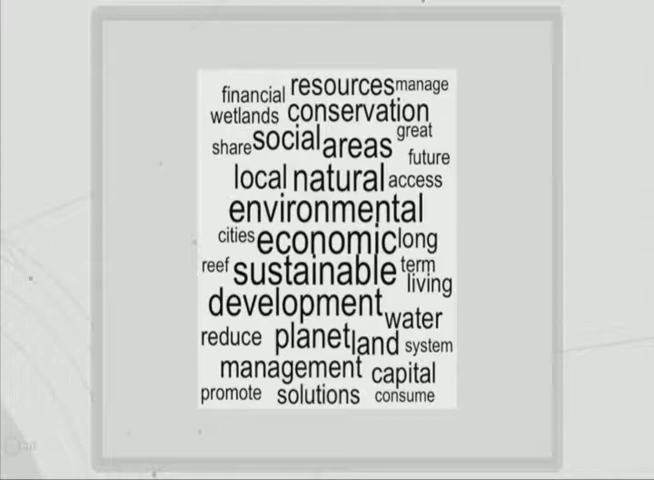 financial resources manage
wetlands conservation
share social areas great
future
local natural access
environmental
cities economic long
reef sustainable term
living
development water
reduce planet land system
management capital
promote solutions consume